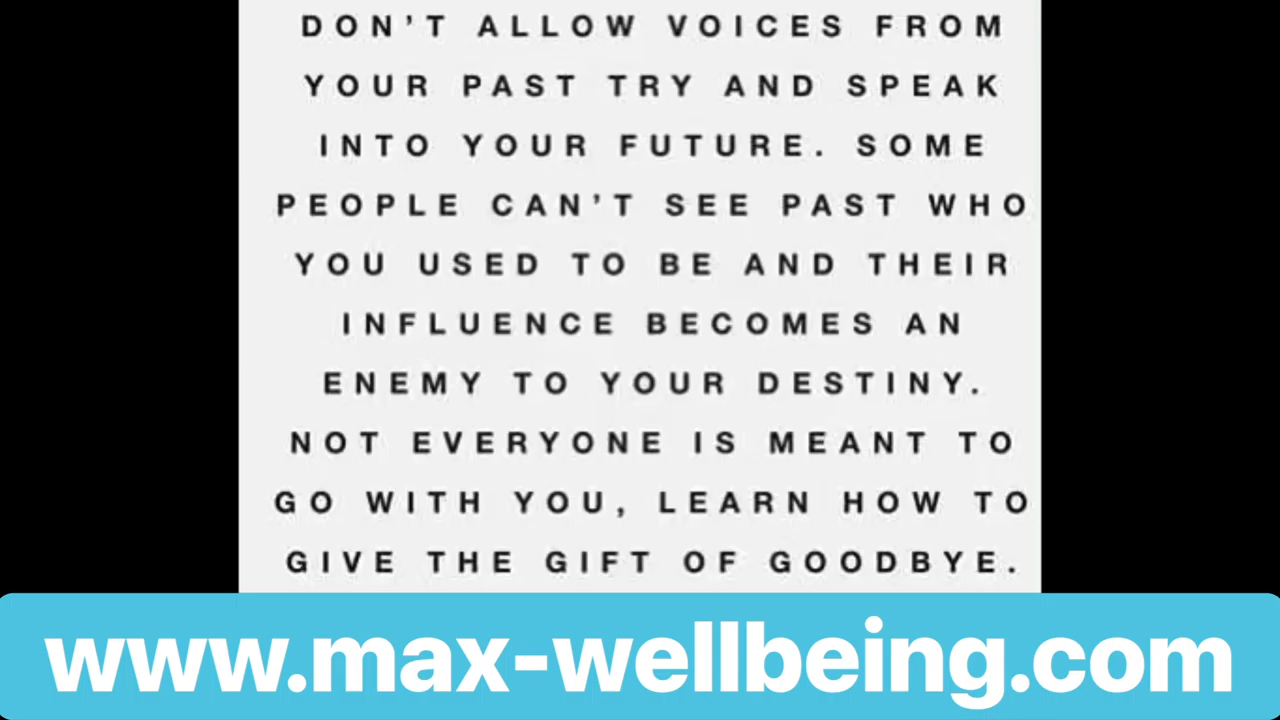 DON'T ALLOW VOICES FROM
YOUR PAST TRY AND SPEAK
INTO YOUR FUTURE. SOME
PEOPLE CAN'T SEE PAST WHO
YOU USED TO BE AND THEIR
INFLUENCE BECOMES AN
ENEMY TO YOUR DESTINY.
NOT EVERYONE IS MEANT TO
GO WITH YOU, LEARN HOW TO
GIVE THE GIFT OF GOODBYE.
www.max-wellbeing.com